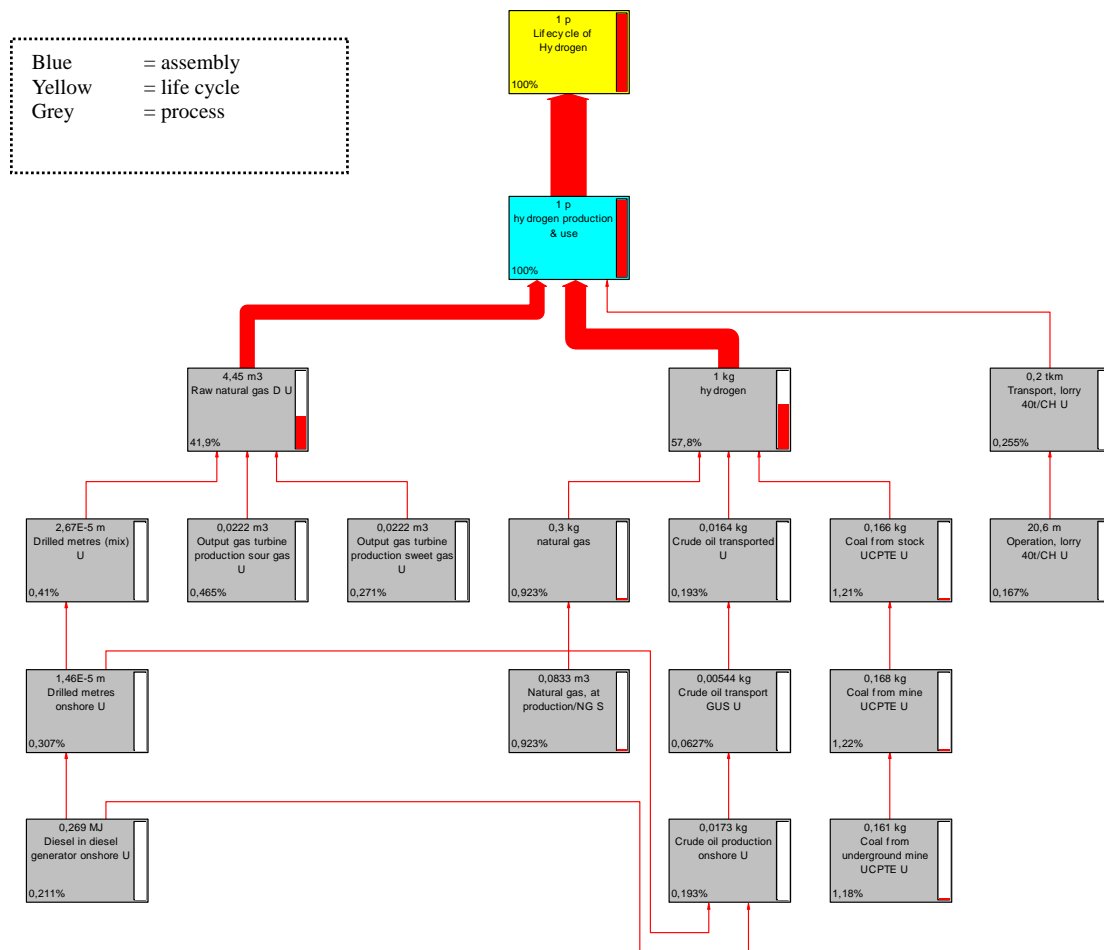 Blue = assembly
Yellow = life cycle
Grey = process
1 p
Lifecycle of
Hydrogen
100%
1 p
hydrogen production
& use
100%
4,45 m3
Raw natural gas D U
41,9%
1 kg
hydrogen
57,8%
0,2 tkm
Transport, lorry
40t/CH U
0,255%
2,67E-5 m
Drilled metres (mix)
U
0,41%
0,0222 m3
Output gas turbine
production sour gas
U
0,465%
0,0222 m3
Output gas turbine
production sweet gas
U
0,271%
0,3 kg
natural gas
0,923%
0,0164 kg
Crude oil transported
U
0,193%
0,166 kg
Coal from stock
UCPTE U
1,21%
20,6 m
Operation, lorry
40t/CH U
0,167%
1,46E-5 m
Drilled metres
onshore U
0,307%
0,0833 m3
Natural gas, at
production/NG S
0,923%
0,00544 kg
Crude oil transport
GUS U
0,0627%
0,168 kg
Coal from mine
UCPTE U
1,22%
0,269 MJ
Diesel in diesel
generator onshore U
0,211%
0,0173 kg
Crude oil production
onshore U
0,193%
0,161 kg
Coal from
underground mine
UCPTE U
1,18%